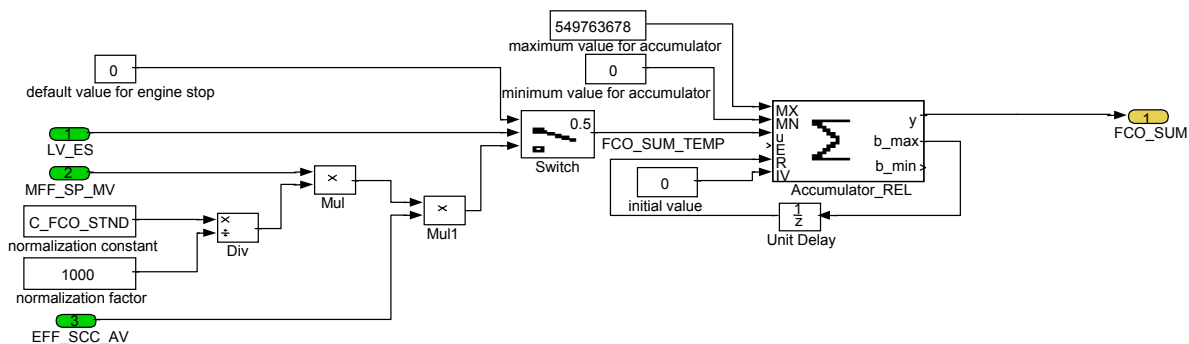 549763678
maximum value for accumulator
0
default value for engine stop
0
minimum value for accumulator
1
LV_ES
2
MFF_SP_MV
C_FCO_STND
normalization constant
1000
normalization factor
3
EFF_SCC_AV
×
÷
Div
×
Mul
×
Mul1
0.5
Switch
FCO_SUM_TEMP
0
initial value
MX
MN
u
E
R
IV
Σ
y
b_max
b_min
Accumulator_REL
1
z
Unit Delay
1
FCO_SUM